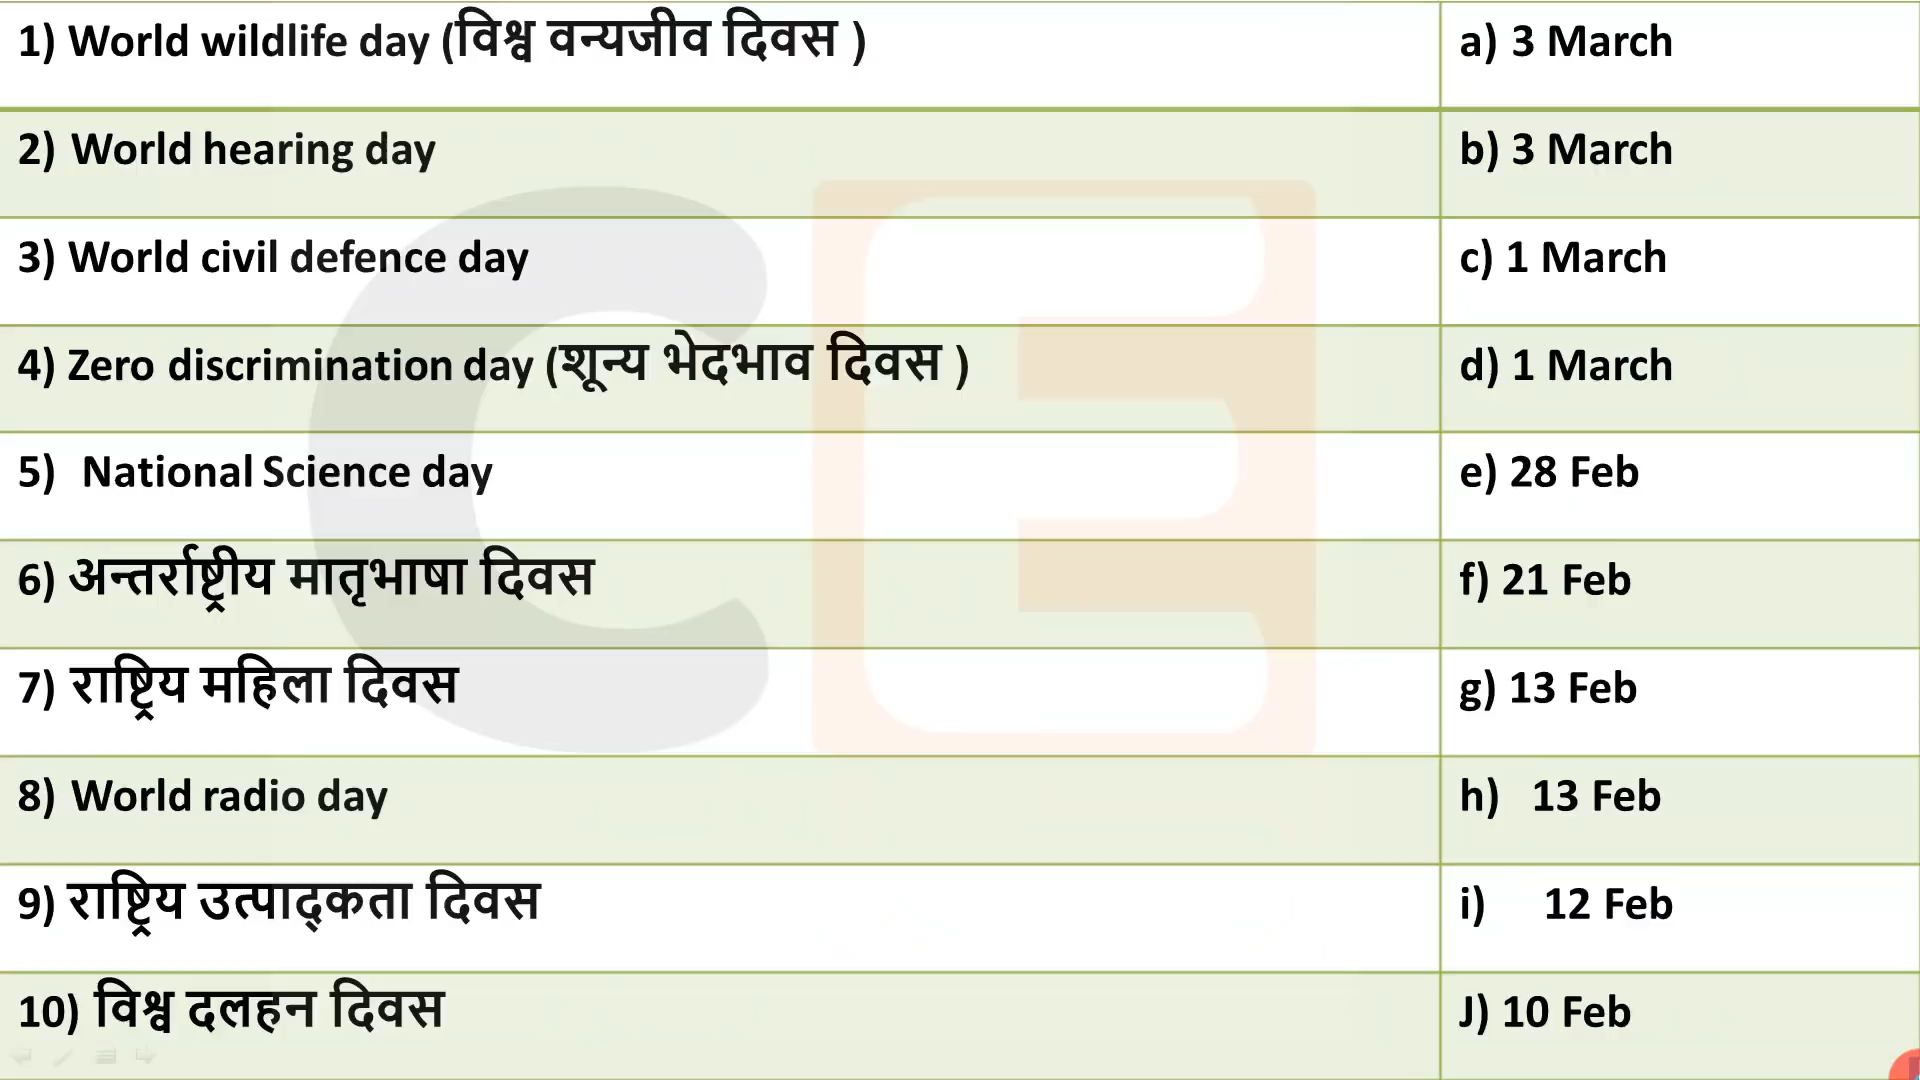 1) World wildlife day (विश्व वन्यजीव दिवस ) a) 3 March
2) World hearing day b) 3 March
3) World civil defence day c) 1 March
4) Zero discrimination day (शून्य भेदभाव दिवस ) d) 1 March
5) National Science day e) 28 Feb
6) अन्तर्राष्ट्रीय मातृभाषा दिवस f) 21 Feb
7) राष्ट्रिय महिला दिवस g) 13 Feb
8) World radio day h) 13 Feb
9) राष्ट्रिय उत्पाद्कता दिवस i) 12 Feb
10) विश्व दलहन दिवस J) 10 Feb
CE